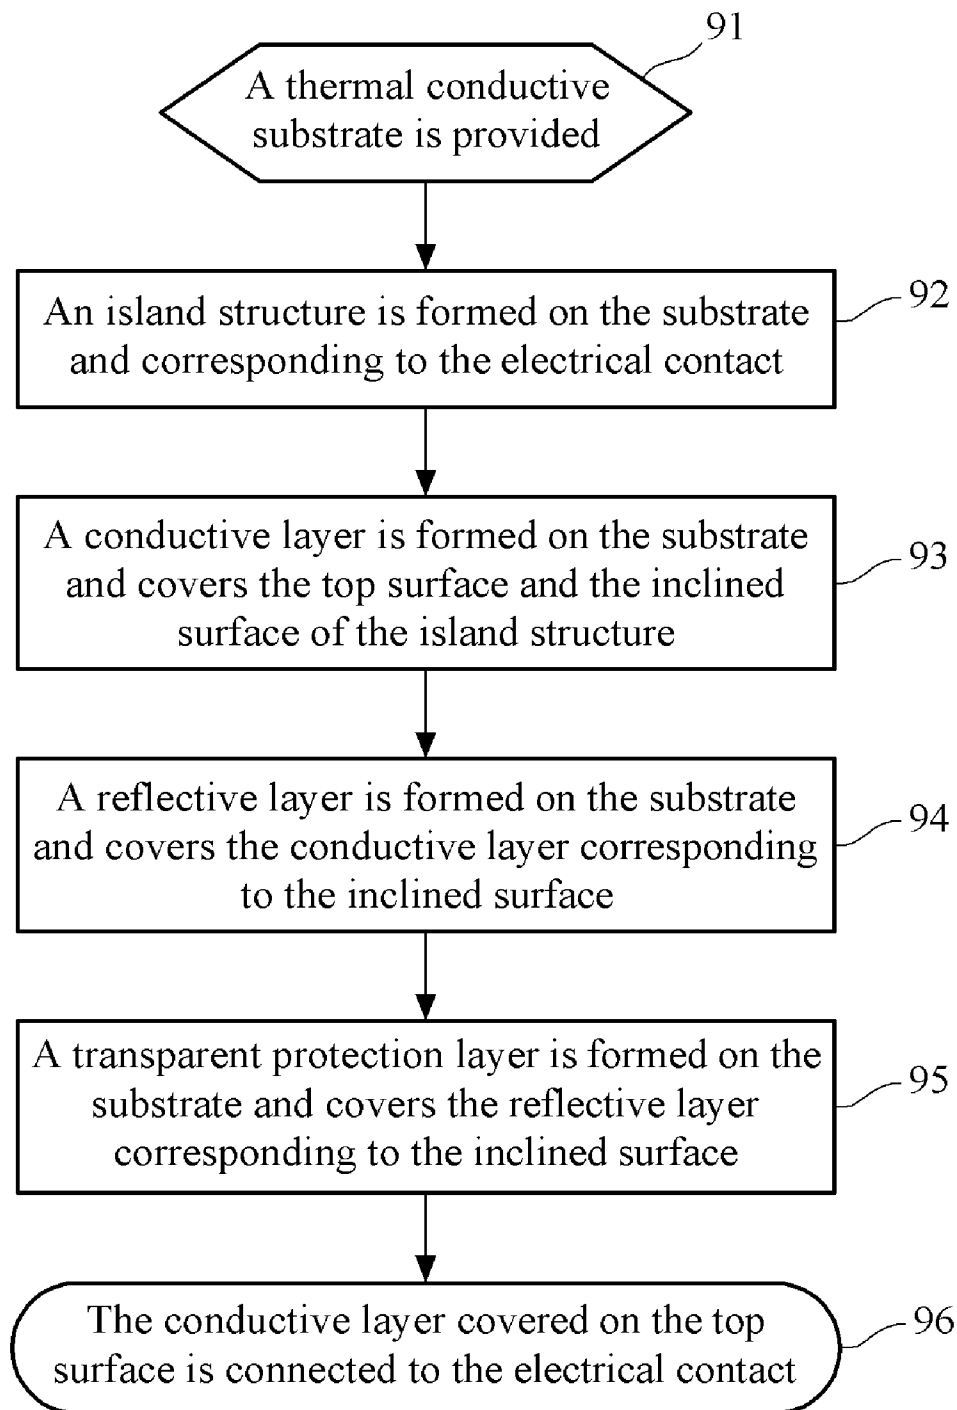 91
A thermal conductive
substrate is provided
92
An island structure is formed on the substrate
and corresponding to the electrical contact
93
A conductive layer is formed on the substrate
and covers the top surface and the inclined
surface of the island structure
94
A reflective layer is formed on the substrate
and covers the conductive layer corresponding
to the inclined surface
95
A transparent protection layer is formed on the
substrate and covers the reflective layer
corresponding to the inclined surface
96
The conductive layer covered on the top
surface is connected to the electrical contact